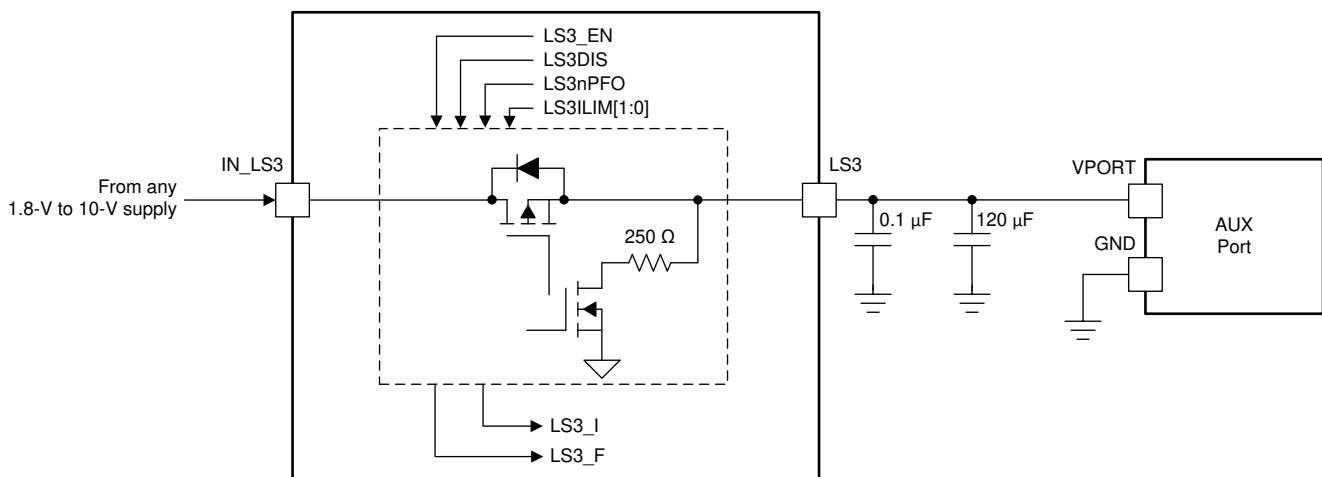 LS3_EN
LS3DIS
LS3nPFO
LS3ILIM[1:0]
IN_LS3
LS3
VPORT
From any
1.8-V to 10-V supply
0.1 µF
120 µF
AUX
Port
250 Ω
GND
LS3_I
LS3_F